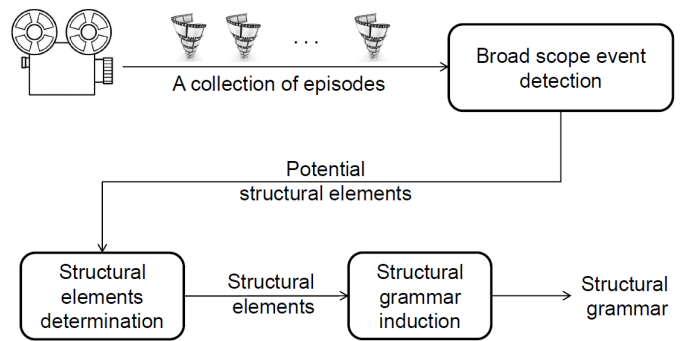 . . .
A collection of episodes
Broad scope event
detection
Potential
structural elements
Structural
elements
determination
Structural
elements
Structural
grammar
induction
Structural
grammar